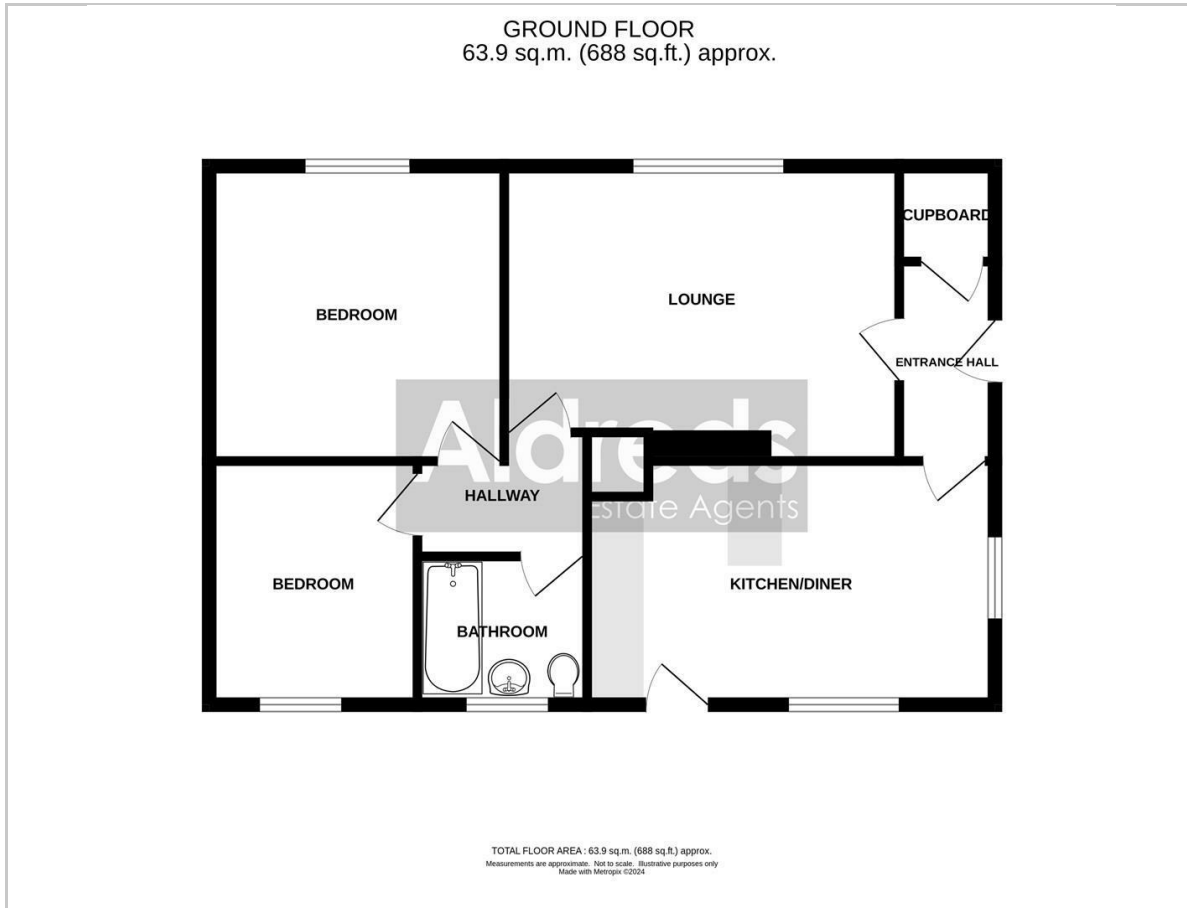 GROUND FLOOR
63.9 sq.m. (688 sq.ft.) approx.
CUPBOARD
LOUNGE
BEDROOM
ENTRANCE HALL
Aldreds
Estate Agents
HALLWAY
BEDROOM
KITCHEN/DINER
BATHROOM
TOTAL FLOOR AREA : 63.9 sq.m. (688 sq.ft.) approx.
Measurements are approximate. Not to scale. Illustrative purposes only
Made with Metropix ©2024